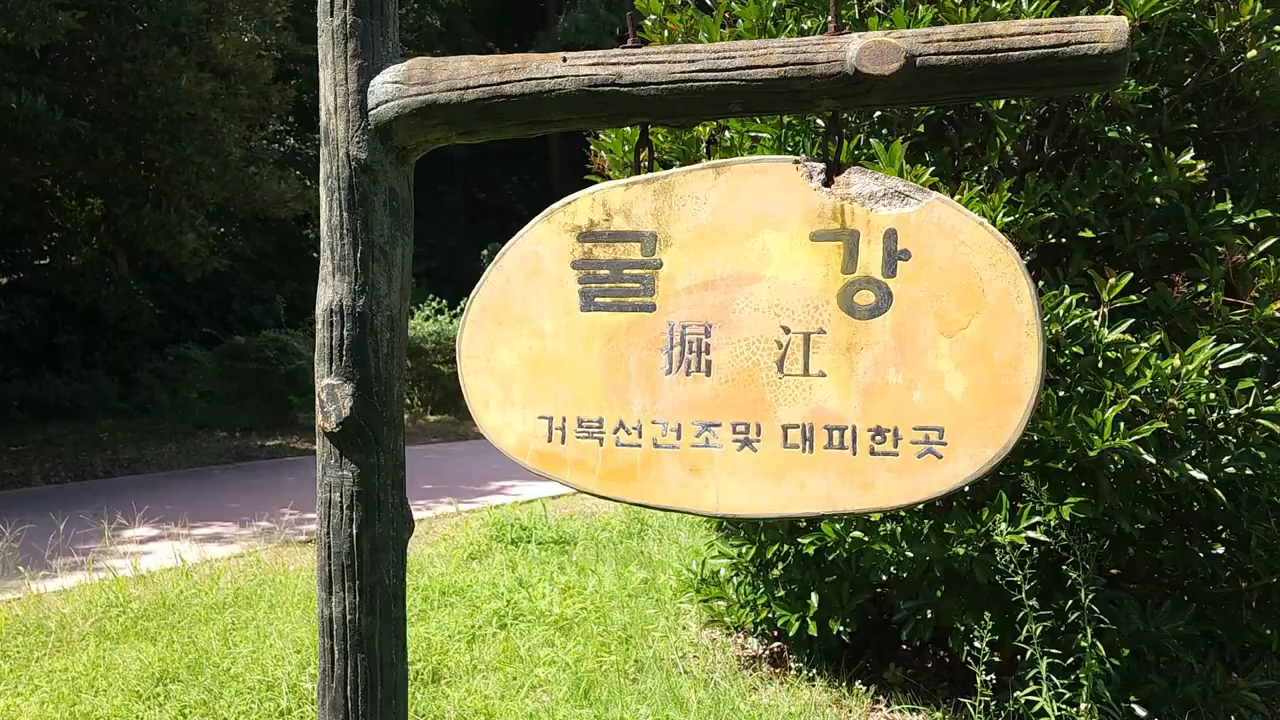 굴 강
掘 江
거북선건조및 대피한곳